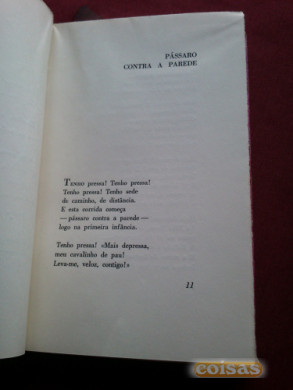 PÁSSARO
CONTRA A PAREDE
TENHO pressa! Tenho pressa!
Tenho pressa! Tenho sede
de caminho, de distância.
E esta corrida começa
— pássaro contra a parede —
logo na primeira infância.
Tenho pressa! «Mais depressa,
meu cavalinho de pau!
Leva-me, veloz, contigo!»
11
coisas